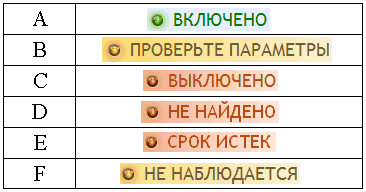 A ВКЛЮЧЕНО
B ПРОВЕРЬТЕ ПАРАМЕТРЫ
C ВЫКЛЮЧЕНО
D НЕ НАЙДЕНО
E СРОК ИСТЕК
F НЕ НАБЛЮДАЕТСЯ